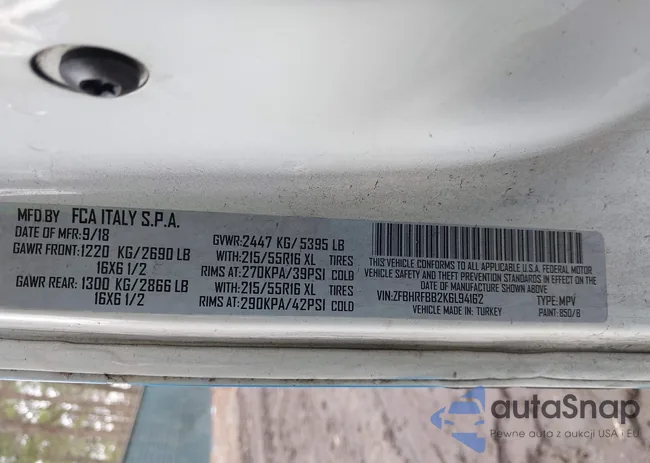 MFD.BY FCA ITALY S.P.A.
DATE OF MFR: 9/18 GVWR: 2447 KG/ 5395 LB
GAWR FRONT: 1220 KG/2690 LB WITH: 215/55R16 XL TIRES
16X6 1/2 RIMS AT: 270KPA/39PSI COLD
GAWR REAR: 1300 KG/2866 LB WITH: 215/55R16 XL TIRES
16X6 1/2 RIMS AT: 290KPA/42PSI COLD
THIS VEHICLE CONFORMS TO ALL APPLICABLE U.S.A. FEDERAL MOTOR
VEHICLE SAFETY AND THEFT PREVENTION STANDARDS IN EFFECT ON
THE DATE OF MANUFACTURE SHOWN ABOVE
VIN: ZFBHRFBB2K6L94162 TYPE: MPV
VEHICLE MADE IN: TURKEY PAINT: 850/B
autoSnap
Pewne auta z aukcji USA i EU